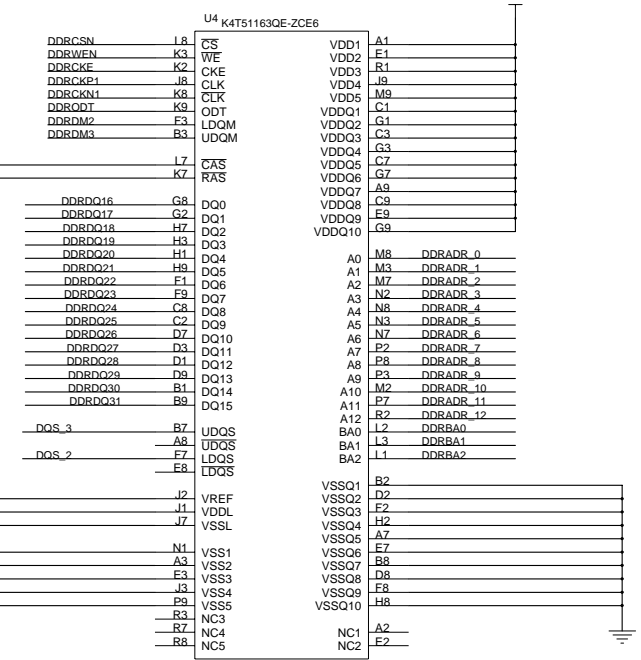 U4 K4T51163QE-ZCE6
DDRCSN L8 CS VDD1 A1
DDRWEN K3 WE VDD2 E1
DDRCKE K2 CKE VDD3 R1
DDRCKP1 J8 CLK VDD4 J9
DDRCKN1 K8 CLK VDD5 M9
DDRODT K9 ODT VDDQ1 C1
DDRDM2 F3 LDQM VDDQ2 G1
DDRDM3 B3 UDQM VDDQ3 C3
VDDQ4 G3
L7 CAS VDDQ5 C7
K7 RAS VDDQ6 G7
VDDQ7 A9
DDRDQ16 G8 DQ0 VDDQ8 C9
DDRDQ17 G2 DQ1 VDDQ9 E9
DDRDQ18 H7 DQ2 VDDQ10 G9
DDRDQ19 H3 DQ3
DDRDQ20 H1 DQ4 A0 M8 DDRADR_0
DDRDQ21 H9 DQ5 A1 M3 DDRADR_1
DDRDQ22 F1 DQ6 A2 M7 DDRADR_2
DDRDQ23 F9 DQ7 A3 N2 DDRADR_3
DDRDQ24 C8 DQ8 A4 N8 DDRADR_4
DDRDQ25 C2 DQ9 A5 N3 DDRADR_5
DDRDQ26 D7 DQ10 A6 N7 DDRADR_6
DDRDQ27 D3 DQ11 A7 P2 DDRADR_7
DDRDQ28 D1 DQ12 A8 P8 DDRADR_8
DDRDQ29 D9 DQ13 A9 P3 DDRADR_9
DDRDQ30 B1 DQ14 A10 M2 DDRADR_10
DDRDQ31 B9 DQ15 A11 P7 DDRADR_11
A12 R2 DDRADR_12
DQS_3 B7 UDQS BA0 L2 DDRBA0
A8 UDQS BA1 L3 DDRBA1
DQS_2 F7 LDQS BA2 L1 DDRBA2
E8 LDQS
VSSQ1 B2
J2 VREF VSSQ2 D2
J1 VDDL VSSQ3 F2
J7 VSSL VSSQ4 H2
VSSQ5 A7
N1 VSS1 VSSQ6 E7
A3 VSS2 VSSQ7 B8
E3 VSS3 VSSQ8 D8
J3 VSS4 VSSQ9 F8
P9 VSS5 VSSQ10 H8
R3 NC3
R7 NC4 NC1 A2
R8 NC5 NC2 E2